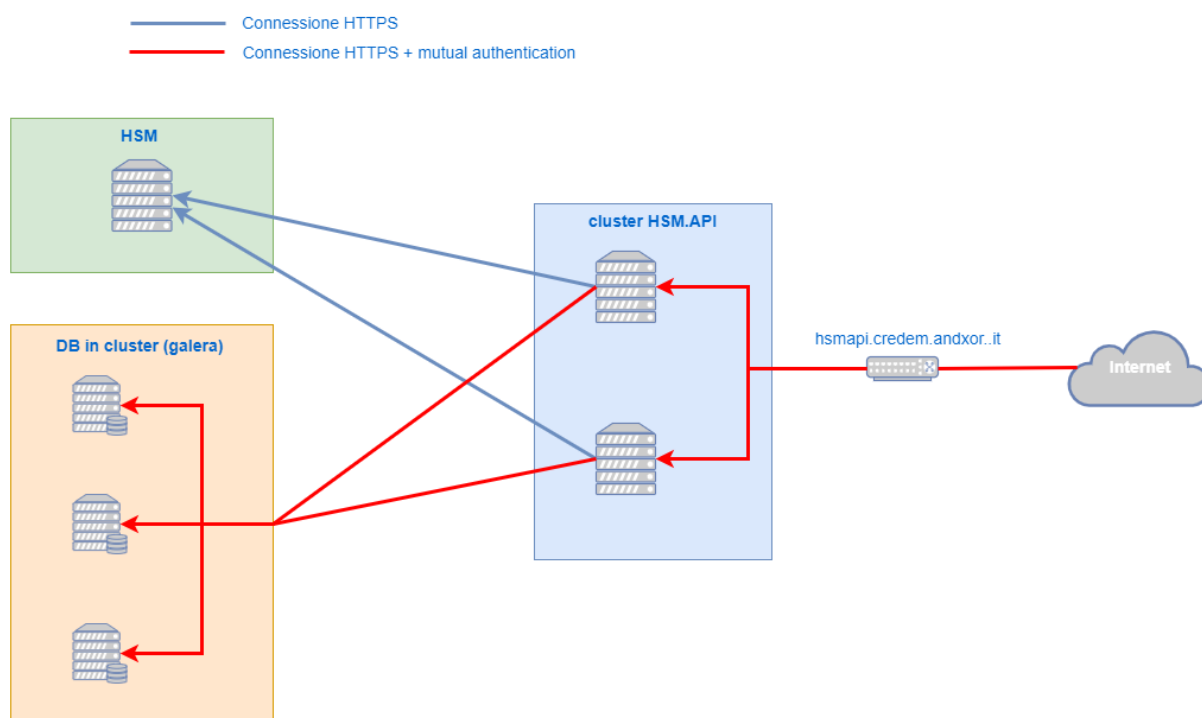 Connessione HTTPS
Connessione HTTPS + mutual authentication
HSM
cluster HSM.API
DB in cluster (galera)
hsmapi.credem.andxor..it
Internet